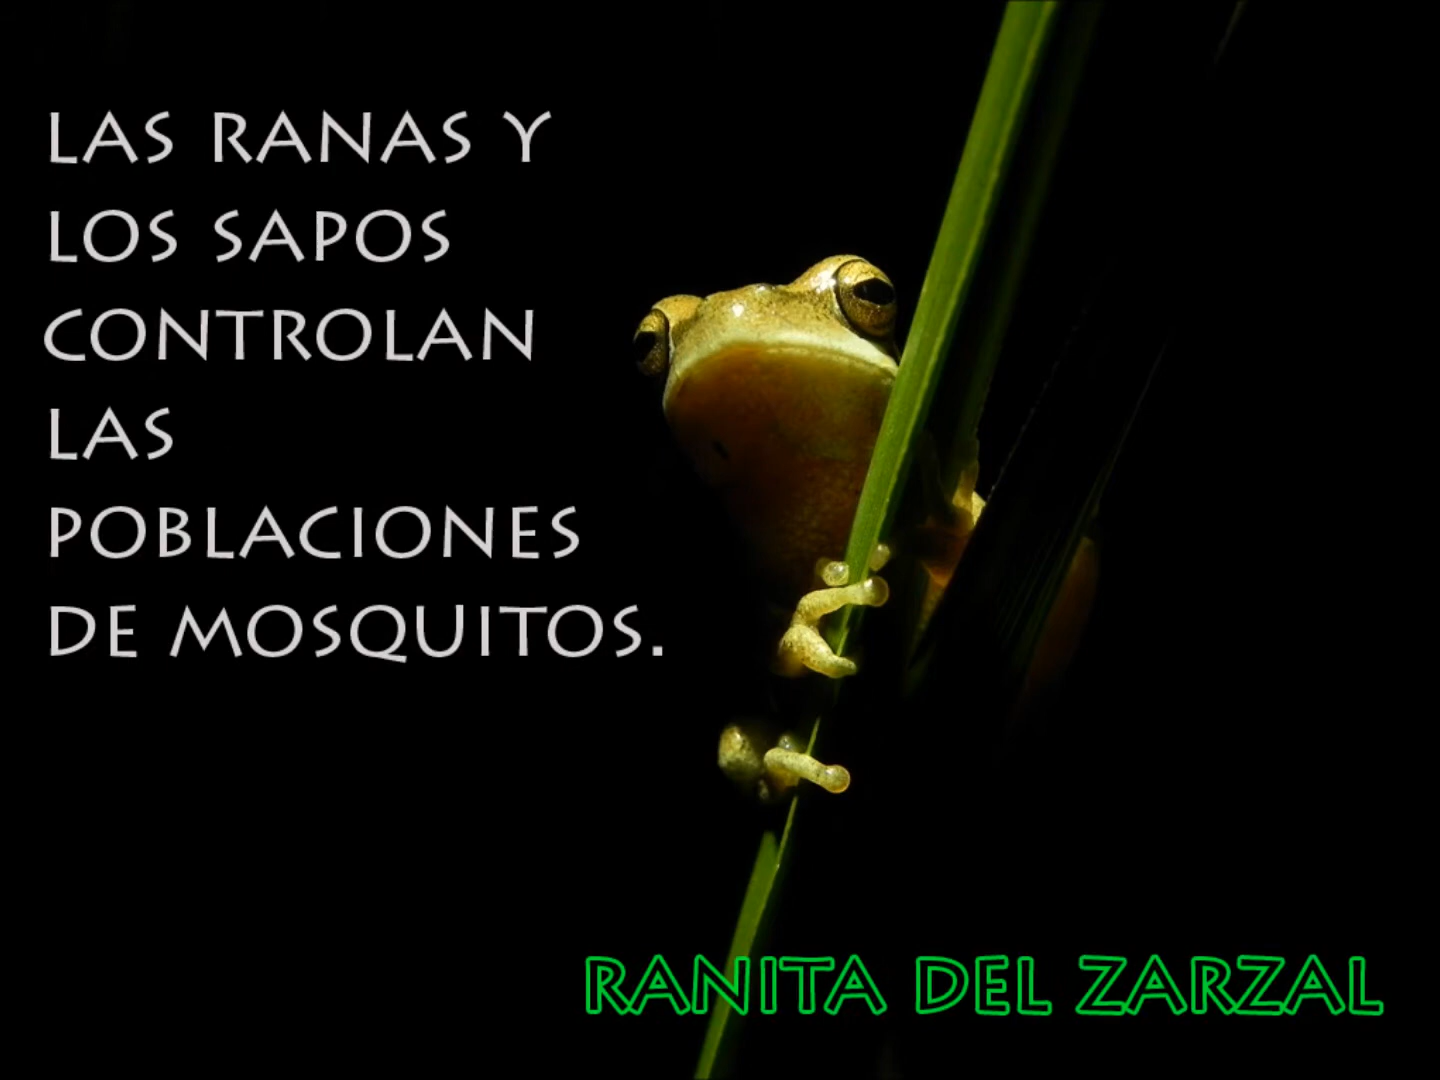 LAS RANAS Y
LOS SAPOS
CONTROLAN
LAS
POBLACIONES
DE MOSQUITOS.
RANITA DEL ZARZAL